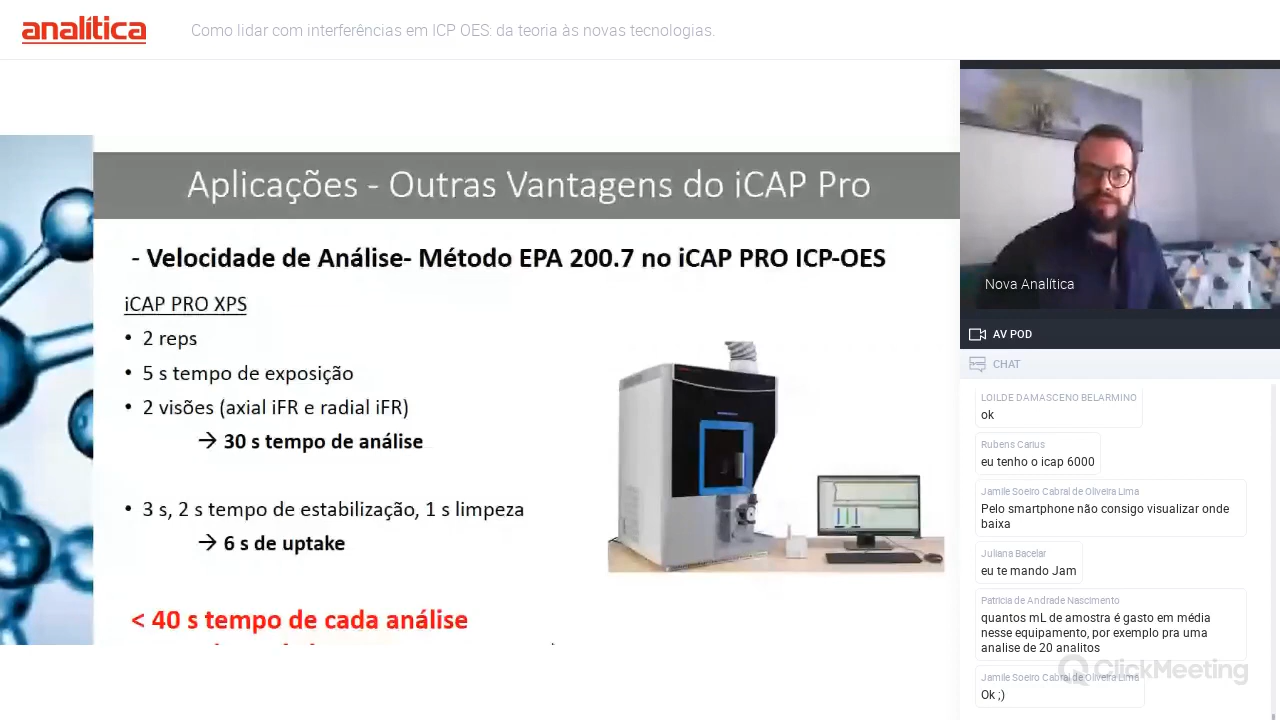 analítica
Como lidar com interferências em ICP OES: da teoria às novas tecnologias.
Aplicações - Outras Vantagens do iCAP Pro
- Velocidade de Análise- Método EPA 200.7 no iCAP PRO ICP-OES
iCAP PRO XPS
• 2 reps
• 5 s tempo de exposição
• 2 visões (axial iFR e radial iFR)
→ 30 s tempo de análise
• 3 s, 2 s tempo de estabilização, 1 s limpeza
→ 6 s de uptake
< 40 s tempo de cada análise
Nova Analítica
AV POD
CHAT
LOILDE DAMASCENO BELARMINO
ok
Rubens Carius
eu tenho o icap 6000
Jamile Soeiro Cabral de Oliveira Lima
Pelo smartphone não consigo visualizar onde
baixa
Juliana Bacelar
eu te mando Jam
Patricia de Andrade Nascimento
quantos mL de amostra é gasto em média
nesse equipamento, por exemplo pra uma
analise de 20 analitos
Jamile Soeiro Cabral de Oliveira Lima
Ok ;)
ClickMeeting